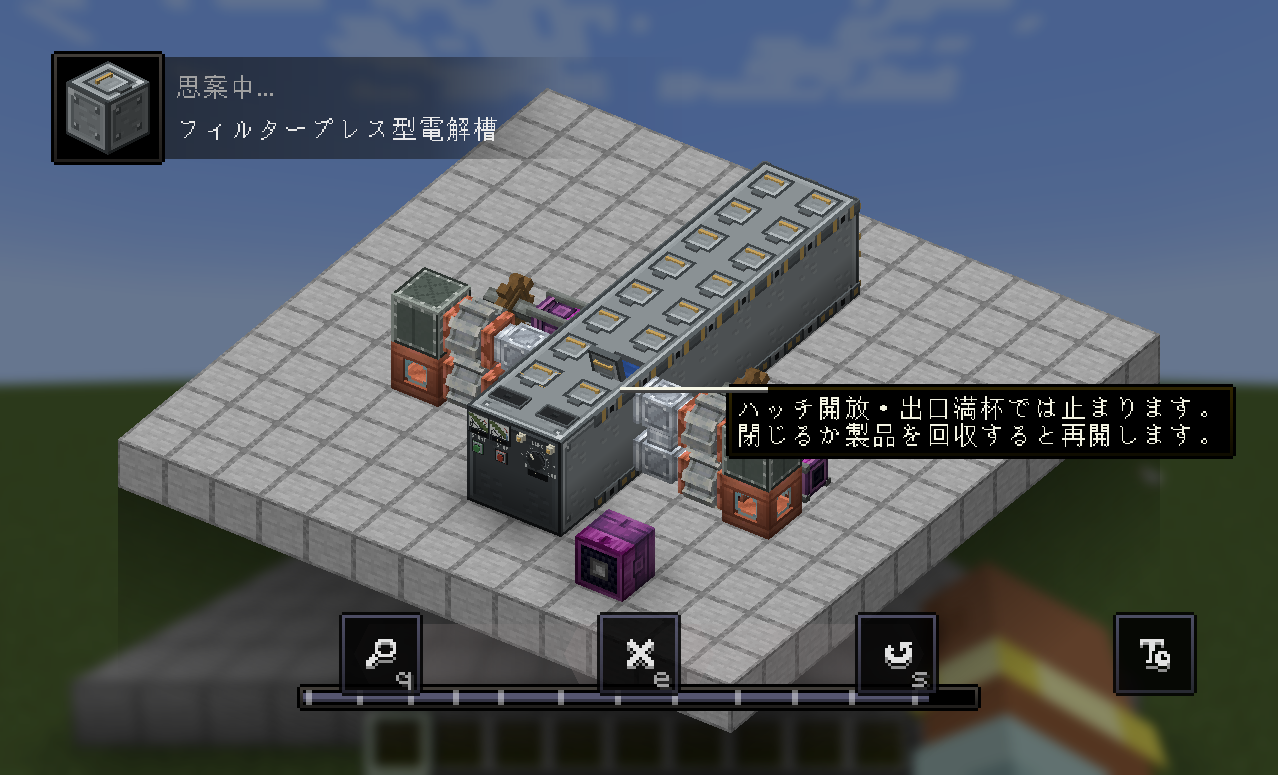 思案中...
フィルタープレス型電解槽
ハッチ開放・出口満杯では止まります。
閉じるか製品を回収すると再開します。
q
e
s